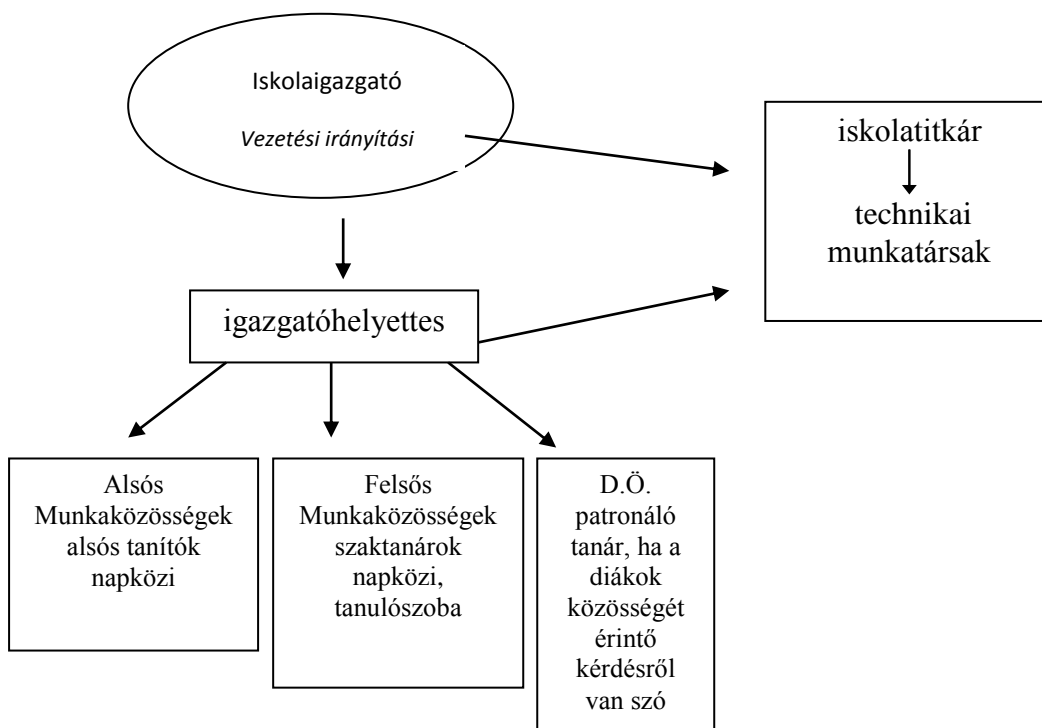 Iskolaigazgató
Vezetési irányítási
iskolatitkár
technikai
munkatársak
igazgatóhelyettes
Alsós
Munkaközösségek
alsós tanítók
napközi
Felsős
Munkaközösségek
szaktanárok
napközi,
tanulószoba
D.Ö.
patronáló
tanár, ha a
diákok
közösségét
érintő
kérdésről
van szó